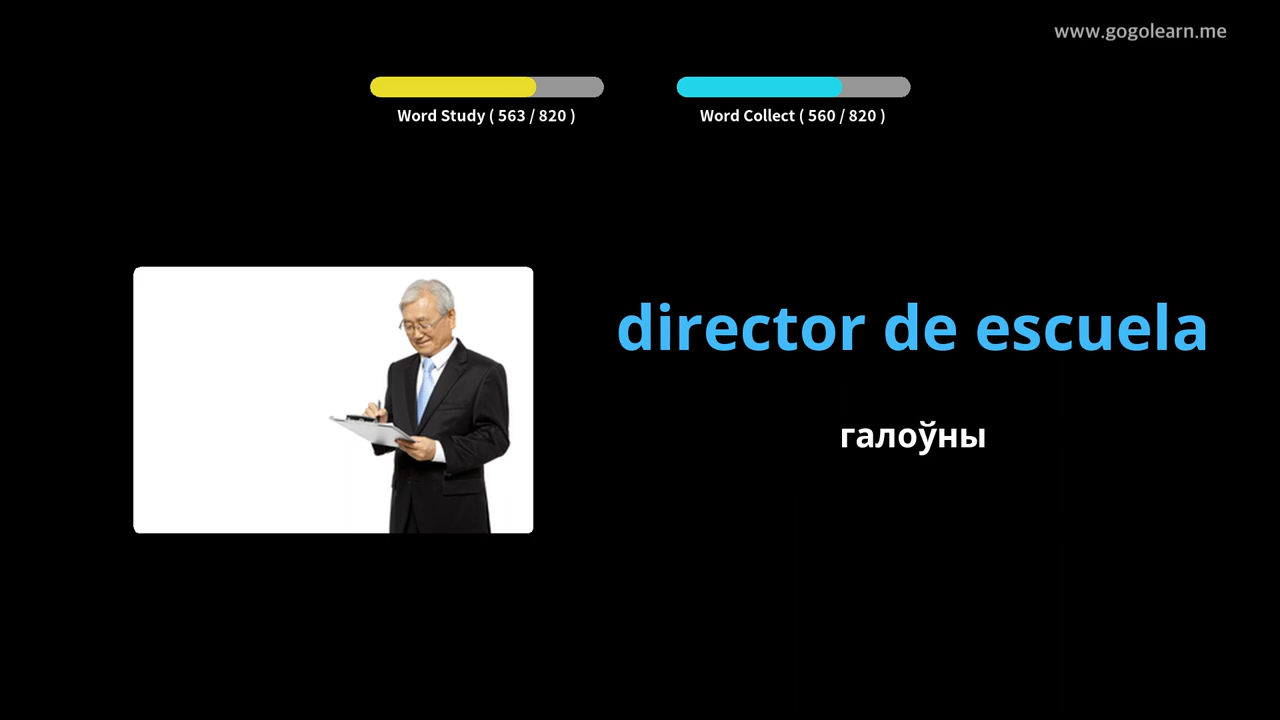 www.gogolearn.me
Word Study ( 563 / 820 )
Word Collect ( 560 / 820 )
director de escuela
галоўны